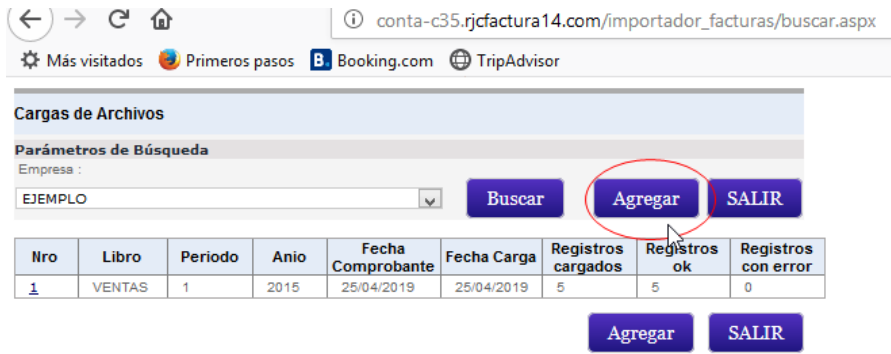 conta-c35.rjcfactura14.com/importador_facturas/buscar.aspx
Más visitados Primeros pasos B. Booking.com TripAdvisor
Cargas de Archivos
Parámetros de Búsqueda
Empresa :
EJEMPLO Buscar Agregar SALIR
Nro Libro Periodo Anio Fecha Comprobante Fecha Carga Registros cargados Registros ok Registros con error
1 VENTAS 1 2015 25/04/2019 25/04/2019 5 5 0
Agregar SALIR